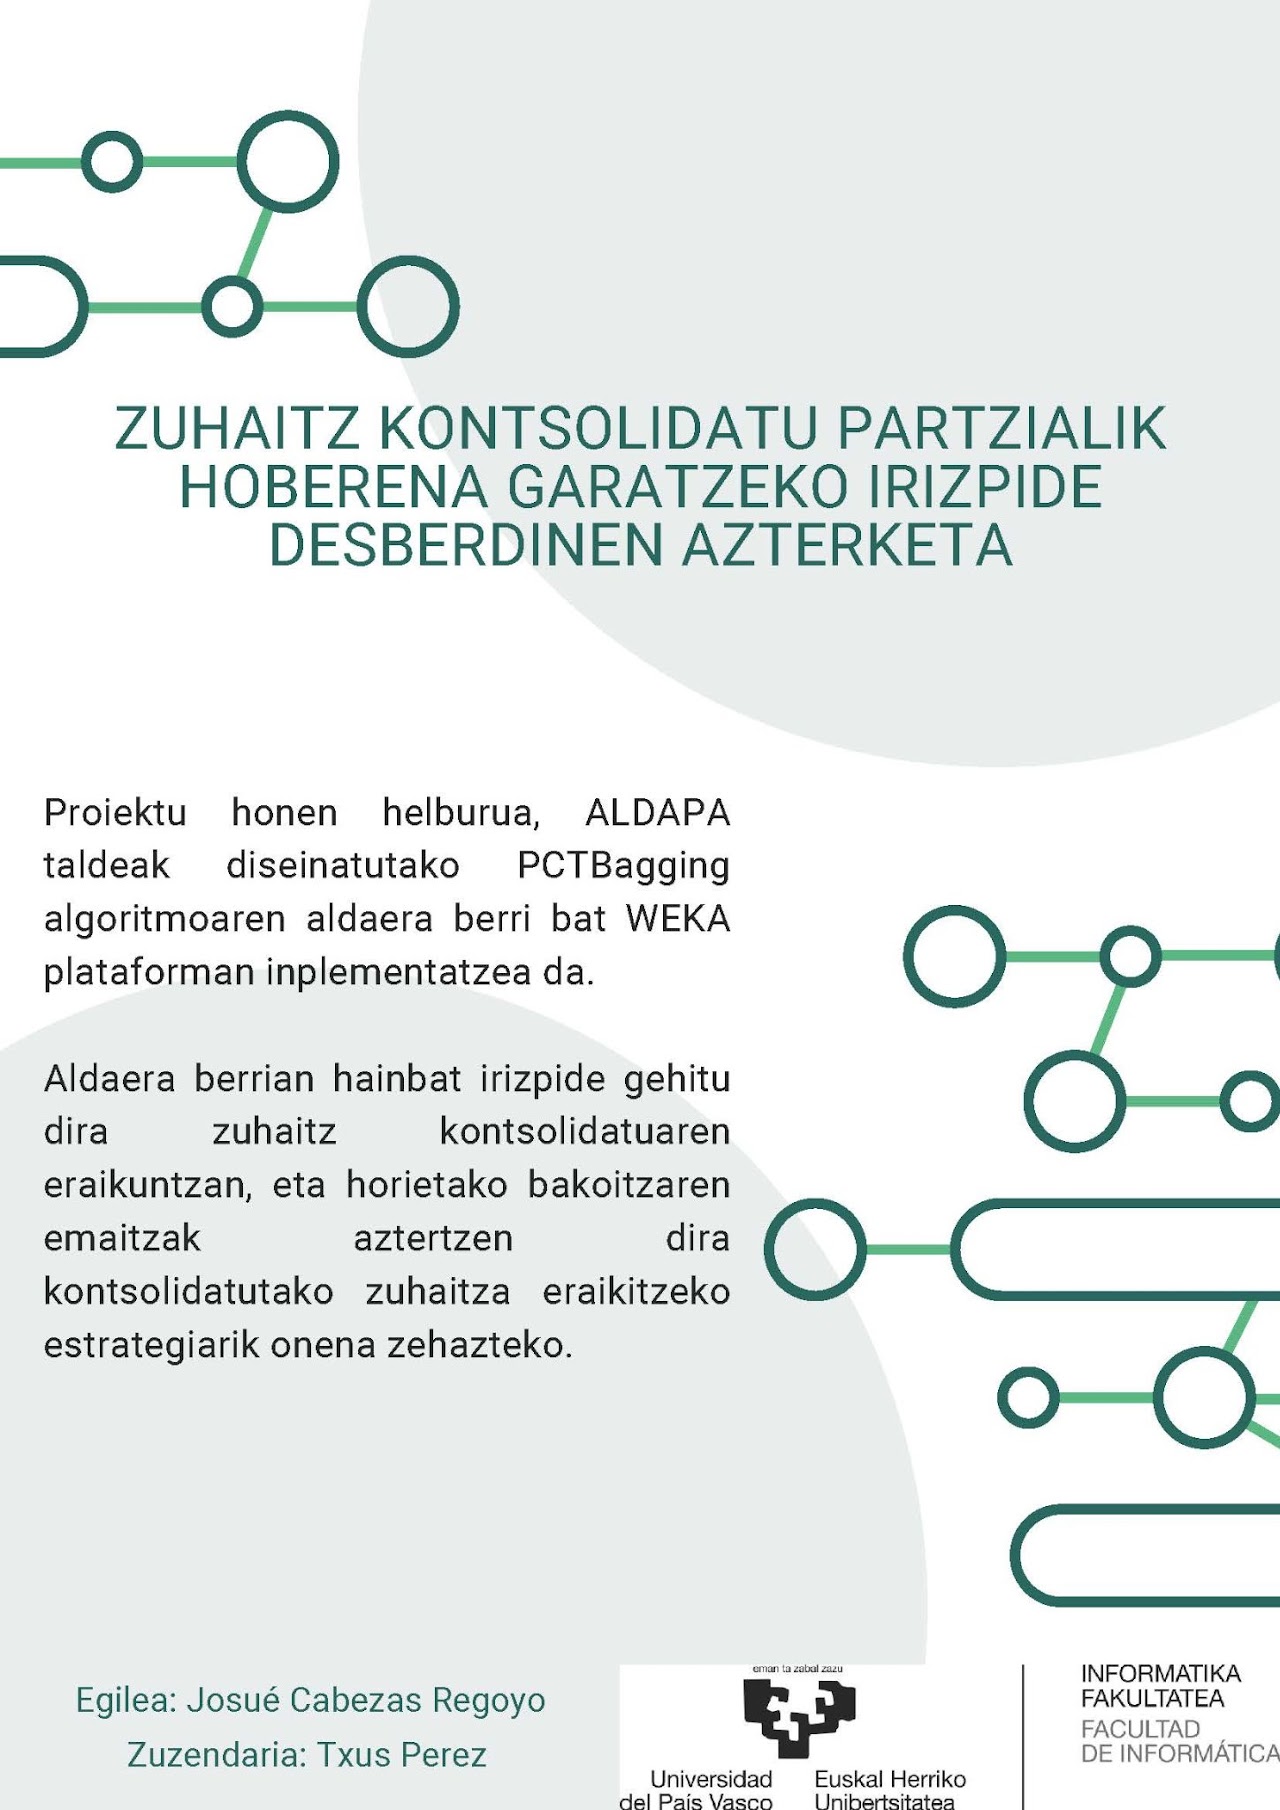 ZUHAITZ KONTSOLIDATU PARTZIALIK
HOBERENA GARATZEKO IRIZPIDE
DESBERDINEN AZTERKETA
Proiektu honen helburua, ALDAPA
taldeak diseinatutako PCTBagging
algoritmoaren aldaera berri bat WEKA
plataforman inplementatzea da.
Aldaera berrian hainbat irizpide gehitu
dira zuhaitz kontsolidatuaren
eraikuntzan, eta horietako bakoitzaren
emaitzak aztertzen dira
kontsolidatutako zuhaitza eraikitzeko
estrategiarik onena zehazteko.
Egilea: Josué Cabezas Regoyo
Zuzendaria: Txus Perez
eman ta zabal zazu
Universidad
del País Vasco
Euskal Herriko
Unibertsitatea
INFORMATIKA
FAKULTATEA
FACULTAD
DE INFORMÁTICA